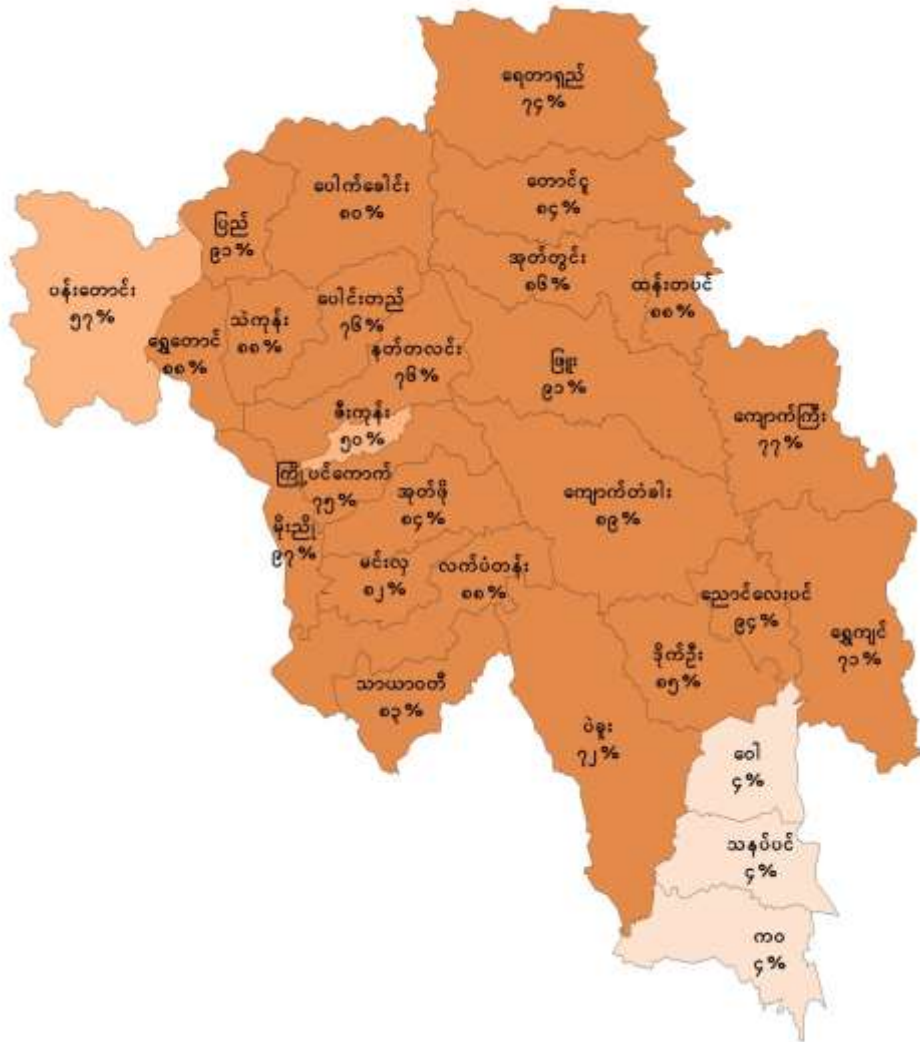 ရေတာရှည်
၇၄%
တောင်ငူ
၈၄%
ပေါက်ခေါင်း
၈၀%
ပြည်
၉၁%
အုတ်တွင်း
၈၆%
ထန်းတပင်
၈၈%
ပန်းတောင်း
၅၇%
ပေါင်းတည်
၇၆%
သဲကုန်း
၈၈%
ရွှေတောင်
၈၈%
နတ်တလင်း
၇၆%
ဖြူး
၉၁%
ကျောက်ကြီး
၇၇%
ဇီးကုန်း
၅၀%
ကြို့ပင်ကောက်
၇၅%
အုတ်ဖို
၈၄%
ကျောက်တံခါး
၈၉%
မိုးညို
၉၇%
မင်းလှ
၈၂%
လက်ပံတန်း
၈၈%
ညောင်လေးပင်
၉၄%
ရွှေကျင်
၇၁%
ဒိုက်ဦး
၈၅%
သာယာဝတီ
၈၃%
ပဲခူး
၇၂%
ဝေါ
၄%
သနပ်ပင်
၄%
ကဝ
၄%